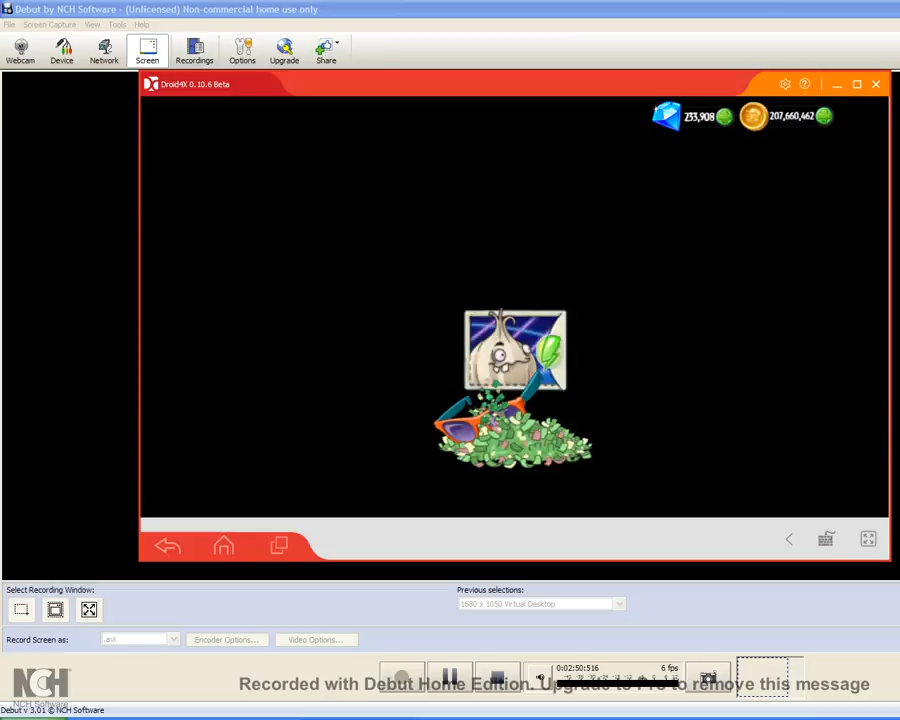 Debut by NCH Software - (Unlicensed) Non-commercial home use only
File Screen Capture View Tools Help
Webcam Device Network Screen Recordings Options Upgrade Share
Droid4X 0.10.6 Beta
233,908 207,660,462
Select Recording Window:
Previous selections:
1680 x 1050 Virtual Desktop
Record Screen as: .avi Encoder Options... Video Options...
0:02:50:516 6 fps
Recorded with Debut Home Edition. Upgrade to Pro to remove this message
NCH
NCH Software
Debut v 3.01 © NCH Software